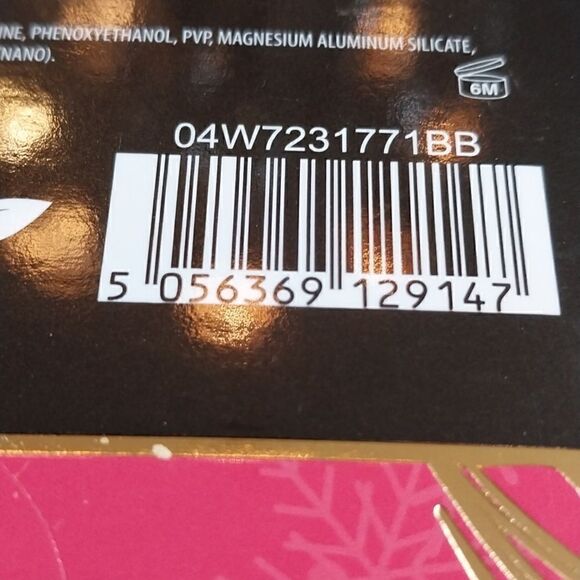 INE, PHENOXYETHANOL, PVP, MAGNESIUM ALUMINUM SILICATE,
(NANO).
6M
04W7231771BB
5 056369 129147